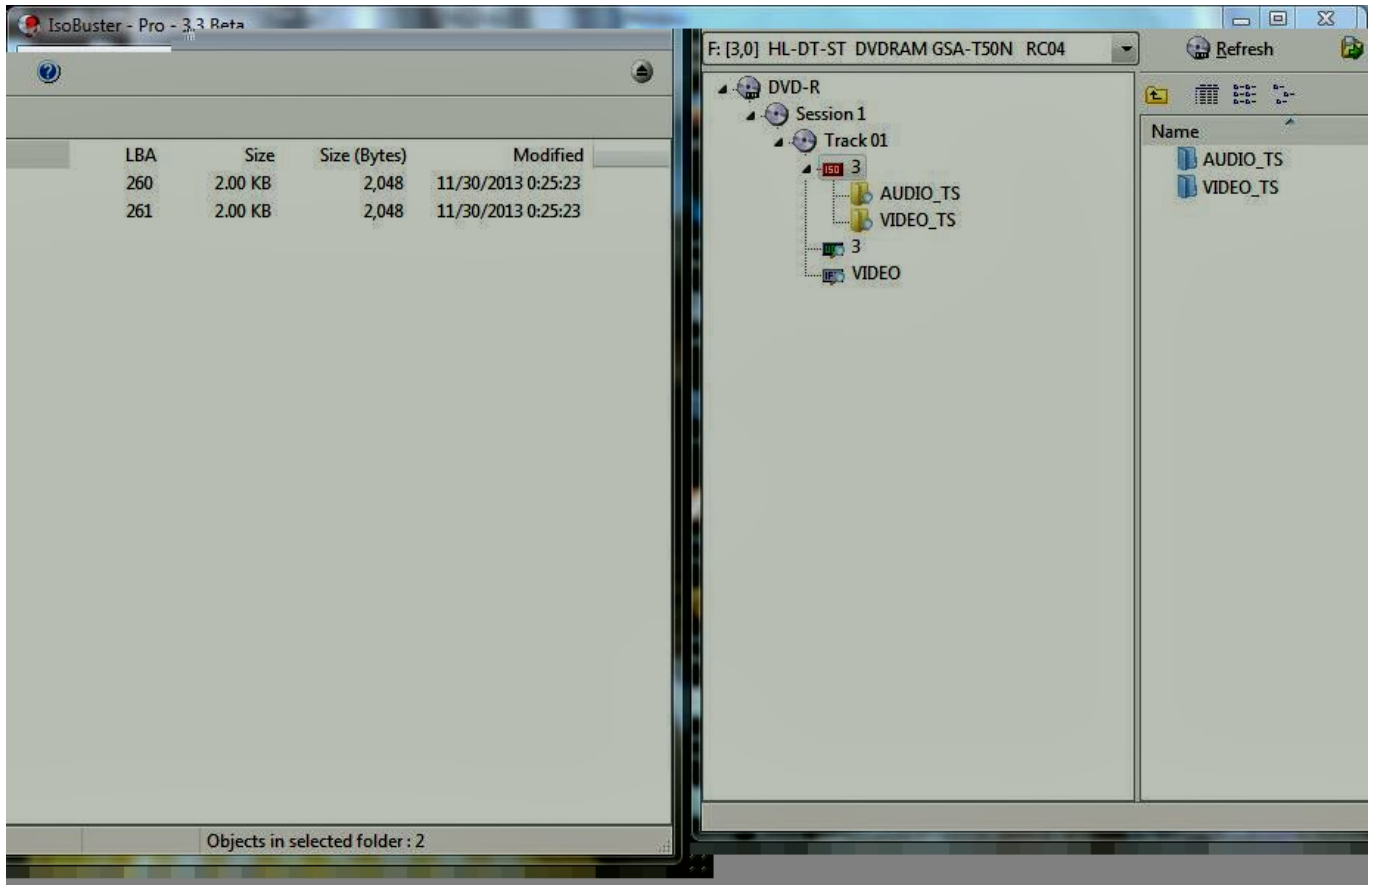 IsoBuster - Pro - 3.3 Beta
LBA Size Size (Bytes) Modified
260 2.00 KB 2,048 11/30/2013 0:25:23
261 2.00 KB 2,048 11/30/2013 0:25:23
Objects in selected folder : 2
F: [3,0] HL-DT-ST DVDRAM GSA-T50N RC04
Refresh
DVD-R
Session 1
Track 01
ISO 3
AUDIO_TS
VIDEO_TS
3
VIDEO
Name
AUDIO_TS
VIDEO_TS